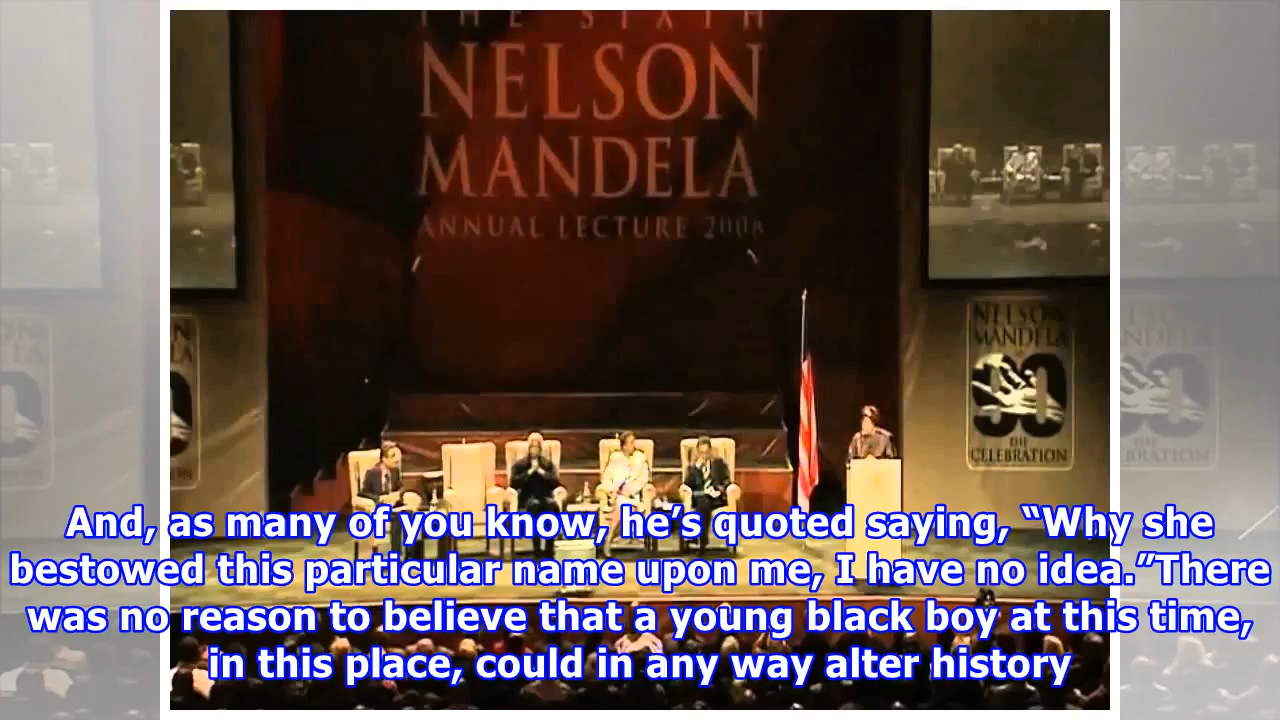 THE SIXTH
NELSON
MANDELA
ANNUAL LECTURE 2008
NELSON
MANDELA
90
THE
CELEBRATION
And, as many of you know, he’s quoted saying, “Why she
bestowed this particular name upon me, I have no idea.”There
was no reason to believe that a young black boy at this time,
in this place, could in any way alter history